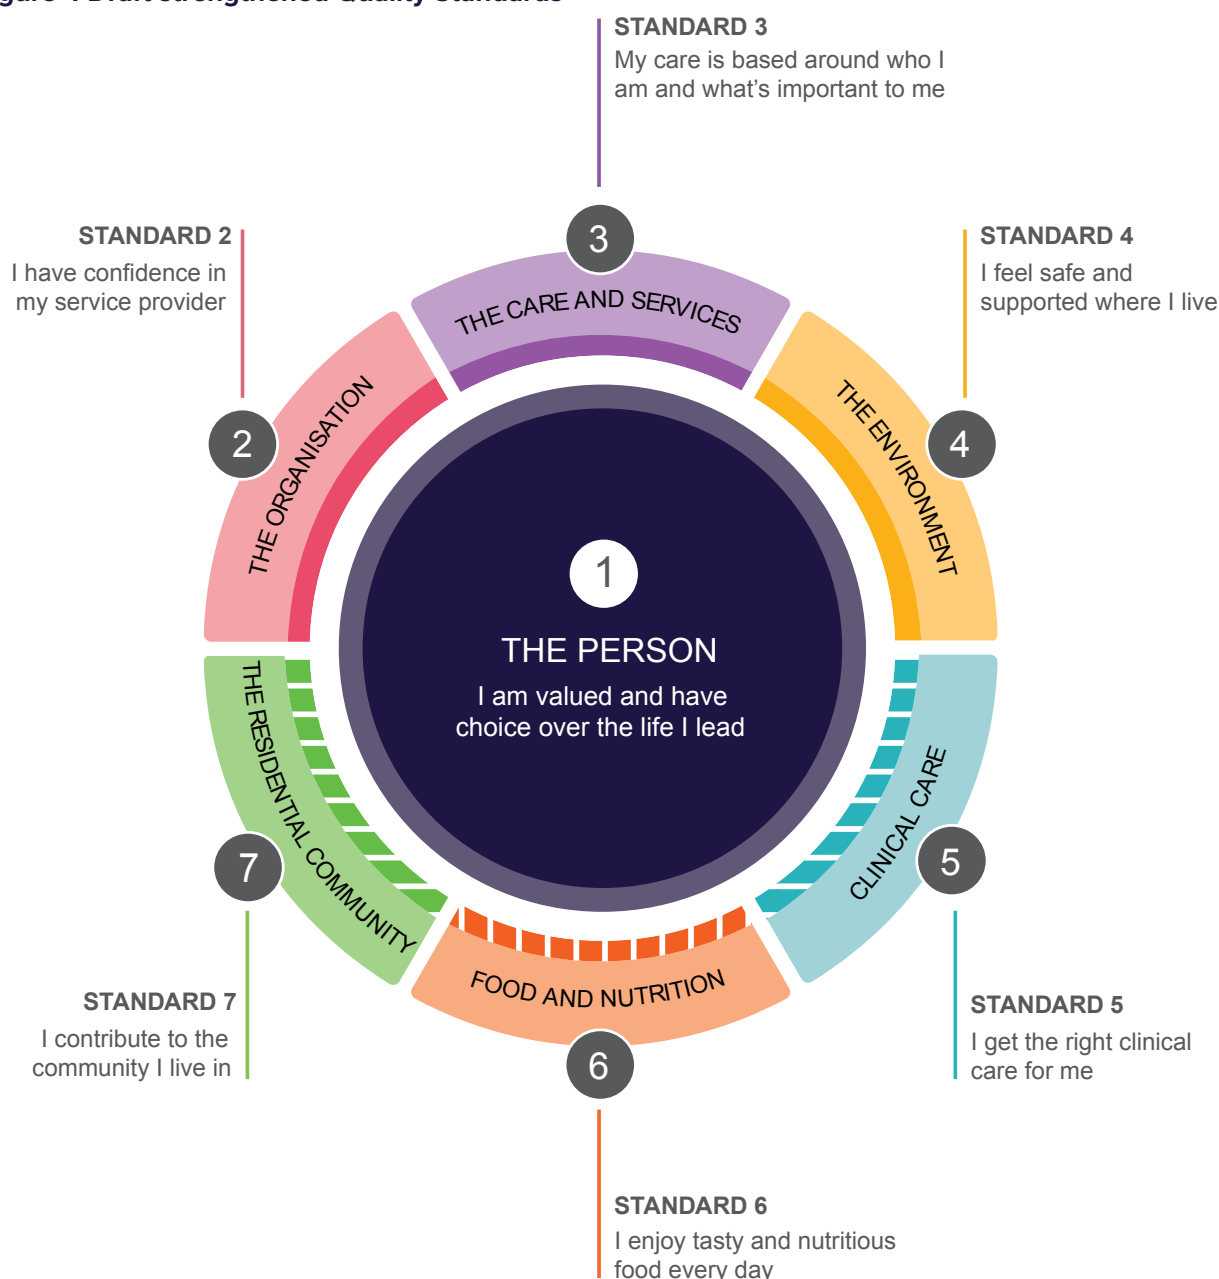 Draft strengthened Quality Standards
STANDARD 3
My care is based around who I
am and what's important to me
STANDARD 2
I have confidence in
my service provider
STANDARD 4
I feel safe and
supported where I live
3
THE CARE AND SERVICES
2
THE ORGANISATION
4
THE ENVIRONMENT
1
THE PERSON
I am valued and have
choice over the life I lead
7
THE RESIDENTIAL COMMUNITY
5
CLINICAL CARE
FOOD AND NUTRITION
6
STANDARD 7
I contribute to the
community I live in
STANDARD 5
I get the right clinical
care for me
STANDARD 6
I enjoy tasty and nutritious
food every day